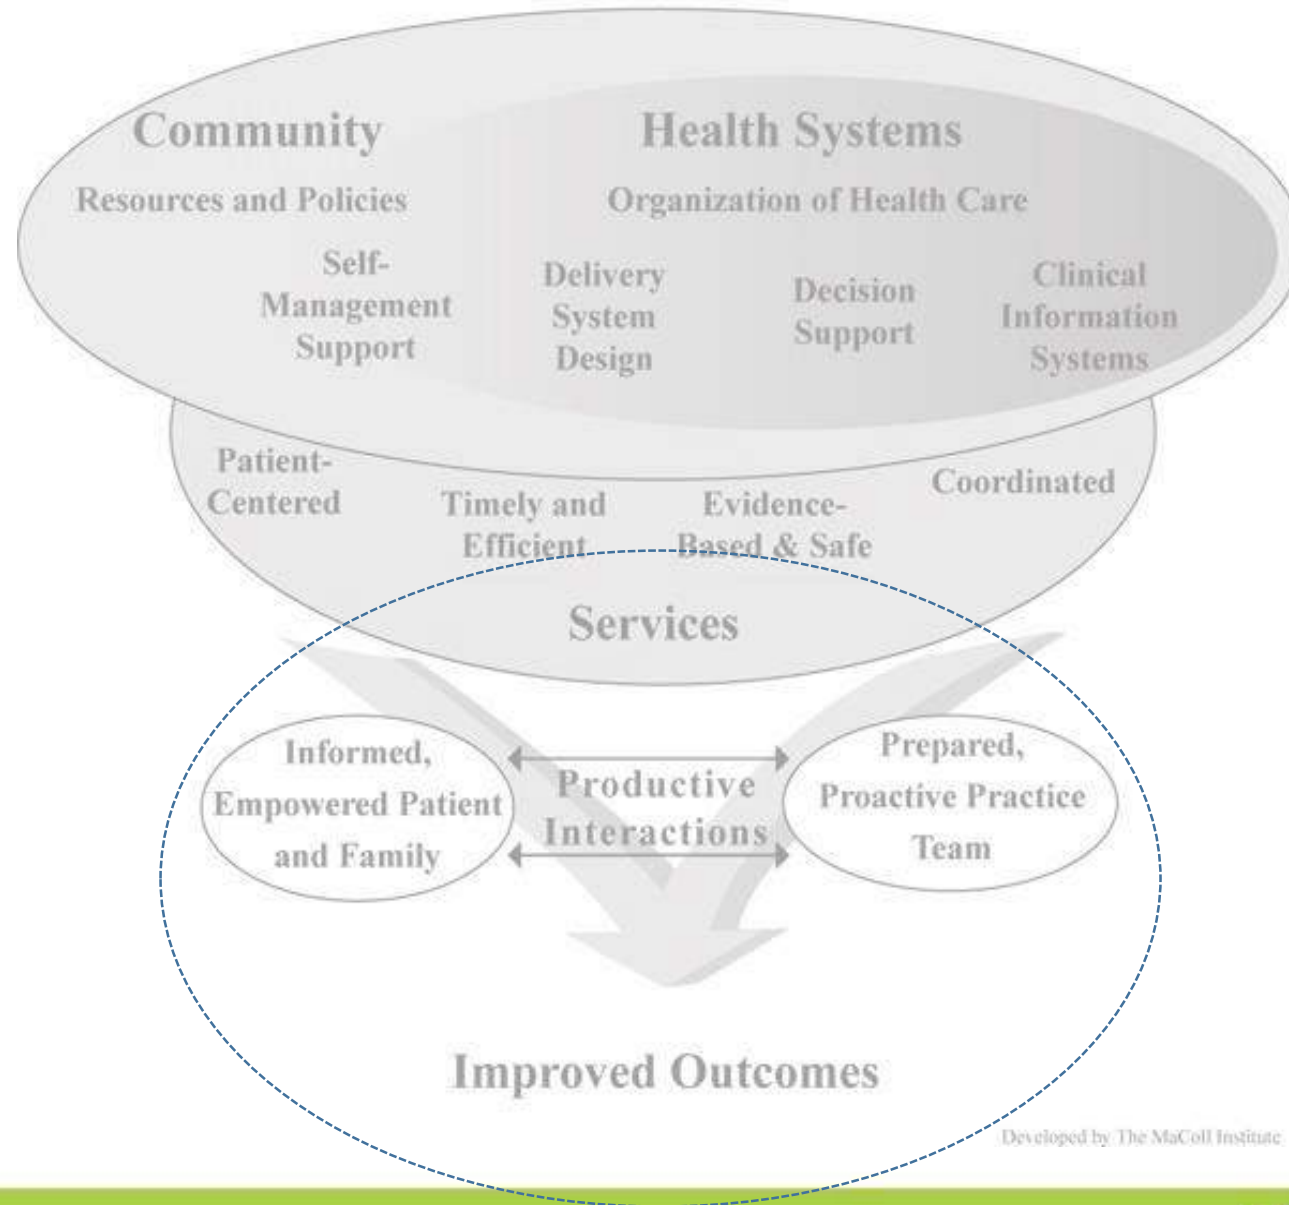 Community
Health Systems
Resources and Policies
Organization of Health Care
Self-
Management
Support
Delivery
System
Design
Decision
Support
Clinical
Information
Systems
Patient-
Centered
Timely and
Efficient
Evidence-
Based & Safe
Coordinated
Services
Informed,
Empowered Patient
and Family
Productive
Interactions
Prepared,
Proactive Practice
Team
Improved Outcomes
Developed by The MaColl Institute